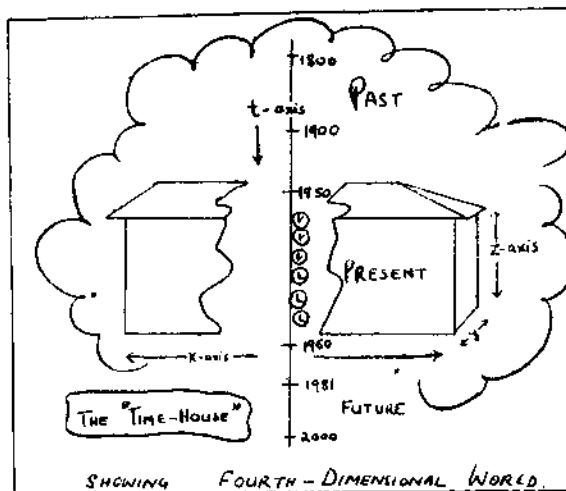 1800
PAST
t-axis
1900
1950
Z-axis
PRESENT
1960
X-axis
1981
THE "TIME-HOUSE"
FUTURE
2000
SHOWING FOURTH-DIMENSIONAL WORLD.